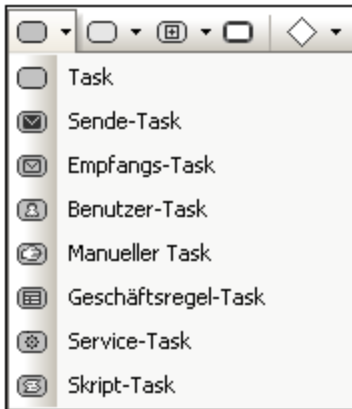 Task
Sende-Task
Empfangs-Task
Benutzer-Task
Manueller Task
Geschäftsregel-Task
Service-Task
Skript-Task